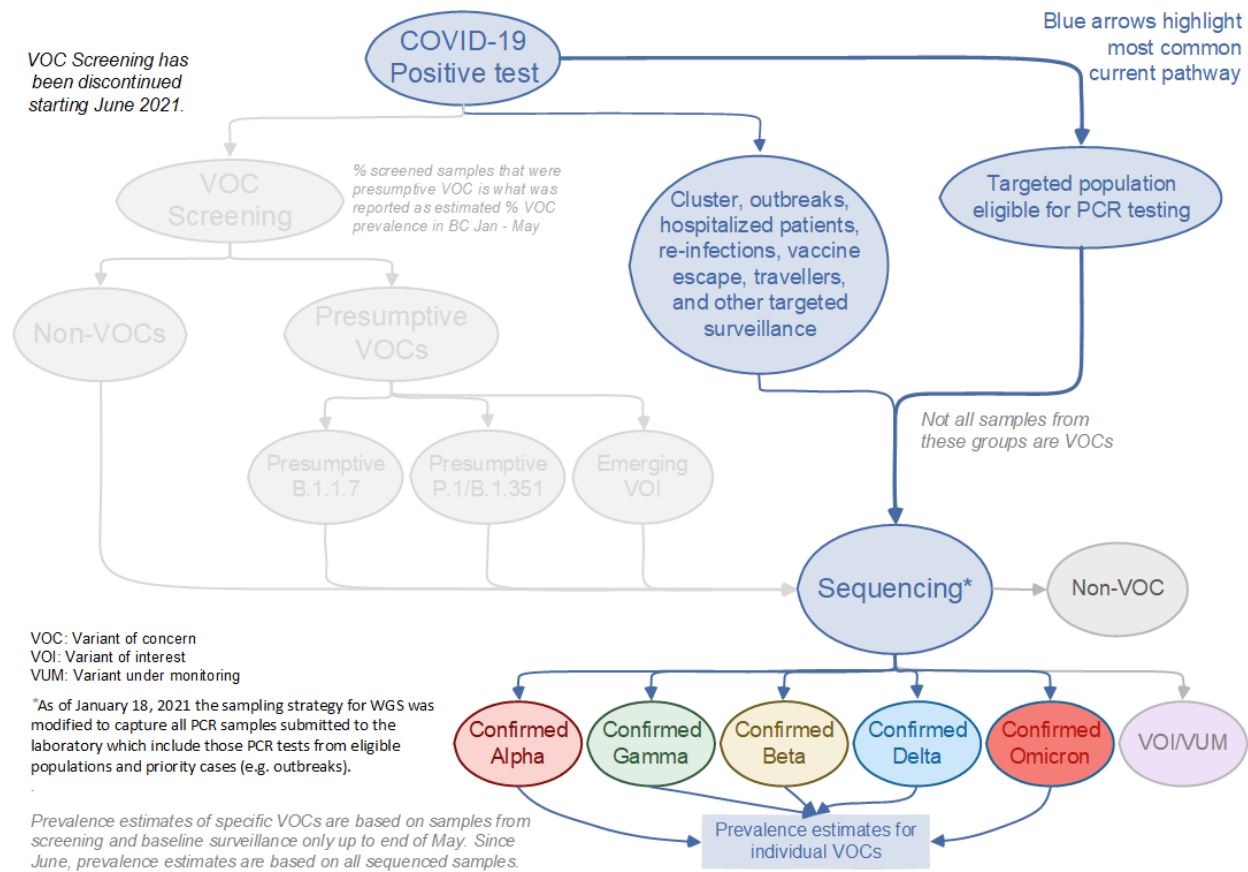 COVID-19
Positive test
Blue arrows highlight
most common
current pathway
VOC Screening has
been discontinued
starting June 2021.
VOC
Screening
% screened samples that were
presumptive VOC is what was
reported as estimated % VOC
prevalence in BC Jan - May
Cluster, outbreaks,
hospitalized patients,
re-infections, vaccine
escape, travellers,
and other targeted
surveillance
Targeted population
eligible for PCR testing
Non-VOCs
Presumptive
VOCs
Not all samples from
these groups are VOCs
Presumptive
B.1.1.7
Presumptive
P.1/B.1.351
Emerging
VOI
Sequencing*
Non-VOC
VOC: Variant of concern
VOI: Variant of interest
VUM: Variant under monitoring
*As of January 18, 2021 the sampling strategy for WGS was
modified to capture all PCR samples submitted to the
laboratory which include those PCR tests from eligible
populations and priority cases (e.g. outbreaks).
.
Confirmed
Alpha
Confirmed
Gamma
Confirmed
Beta
Confirmed
Delta
Confirmed
Omicron
VOI/VUM
Prevalence estimates of specific VOCs are based on samples from
screening and baseline surveillance only up to end of May. Since
June, prevalence estimates are based on all sequenced samples.
Prevalence estimates for
individual VOCs